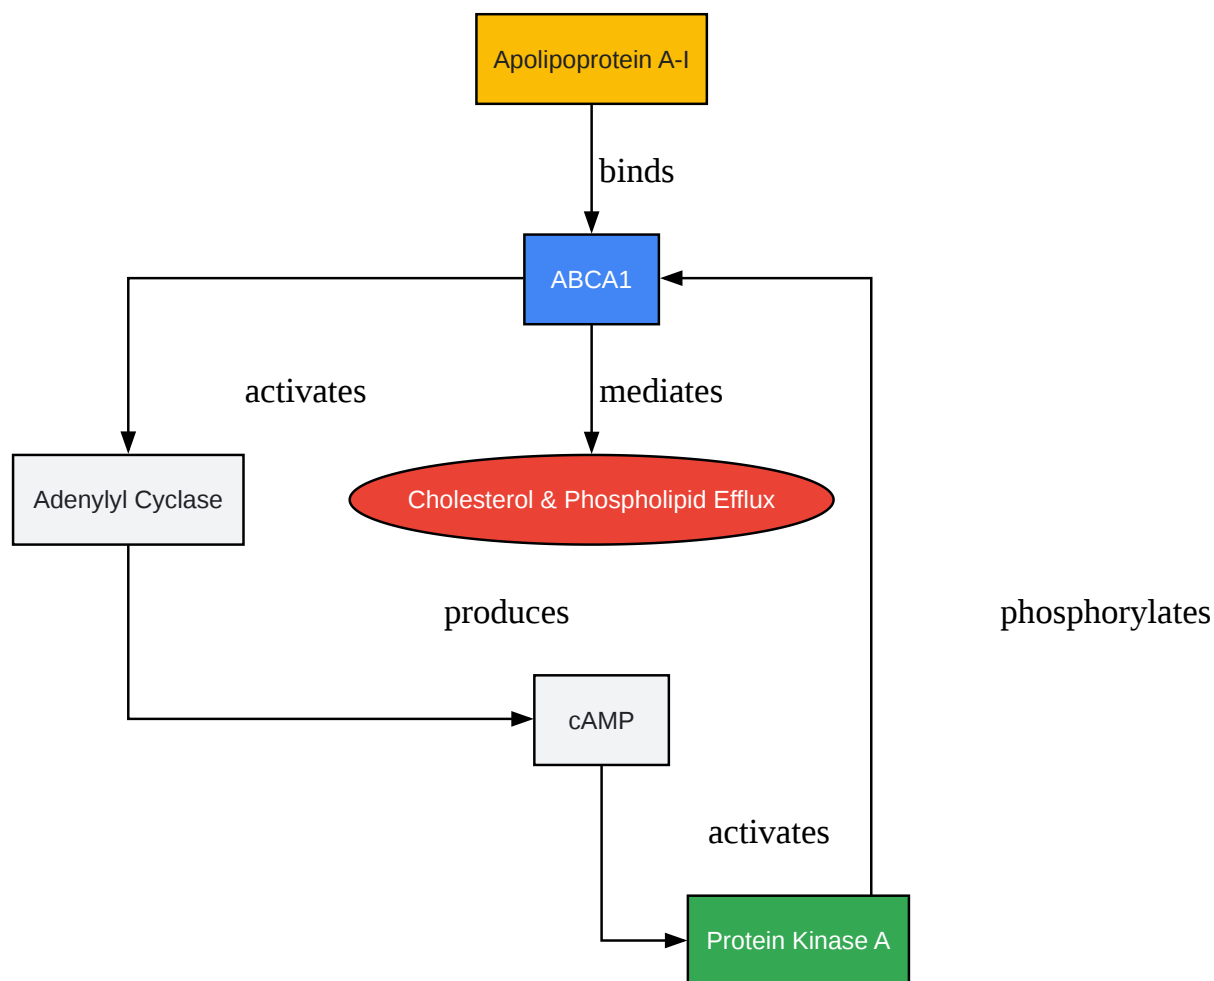 Apolipoprotein A-I
binds
ABCA1
activates
mediates
Adenylyl Cyclase
Cholesterol & Phospholipid Efflux
produces
phosphorylates
cAMP
activates
Protein Kinase A